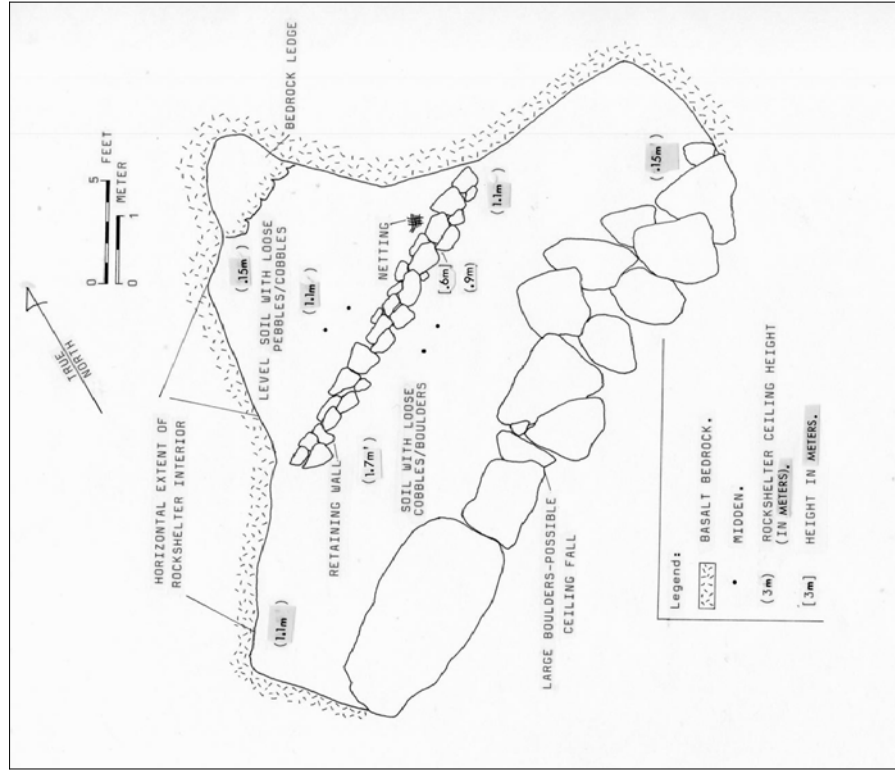 TRUE
NORTH
0 5
FEET
METER
0 1
BEDROCK LEDGE
HORIZONTAL EXTENT OF
ROCKSHELTER INTERIOR
(.15m)
LEVEL SOIL WITH LOOSE
PEBBLES/COBBLES
(1.1m)
(1.1m)
NETTING
[.6m]
(.9m)
(1.1m)
(.15m)
RETAINING WALL
(1.7m')
SOIL WITH LOOSE
COBBLES/BOULDERS
LARGE BOULDERS-POSSIBLE
CEILING FALL
Legend:
BASALT BEDROCK.
MIDDEN.
(3m) ROCKSHELTER CEILING HEIGHT
(IN METERS).
[3m] HEIGHT IN METERS.